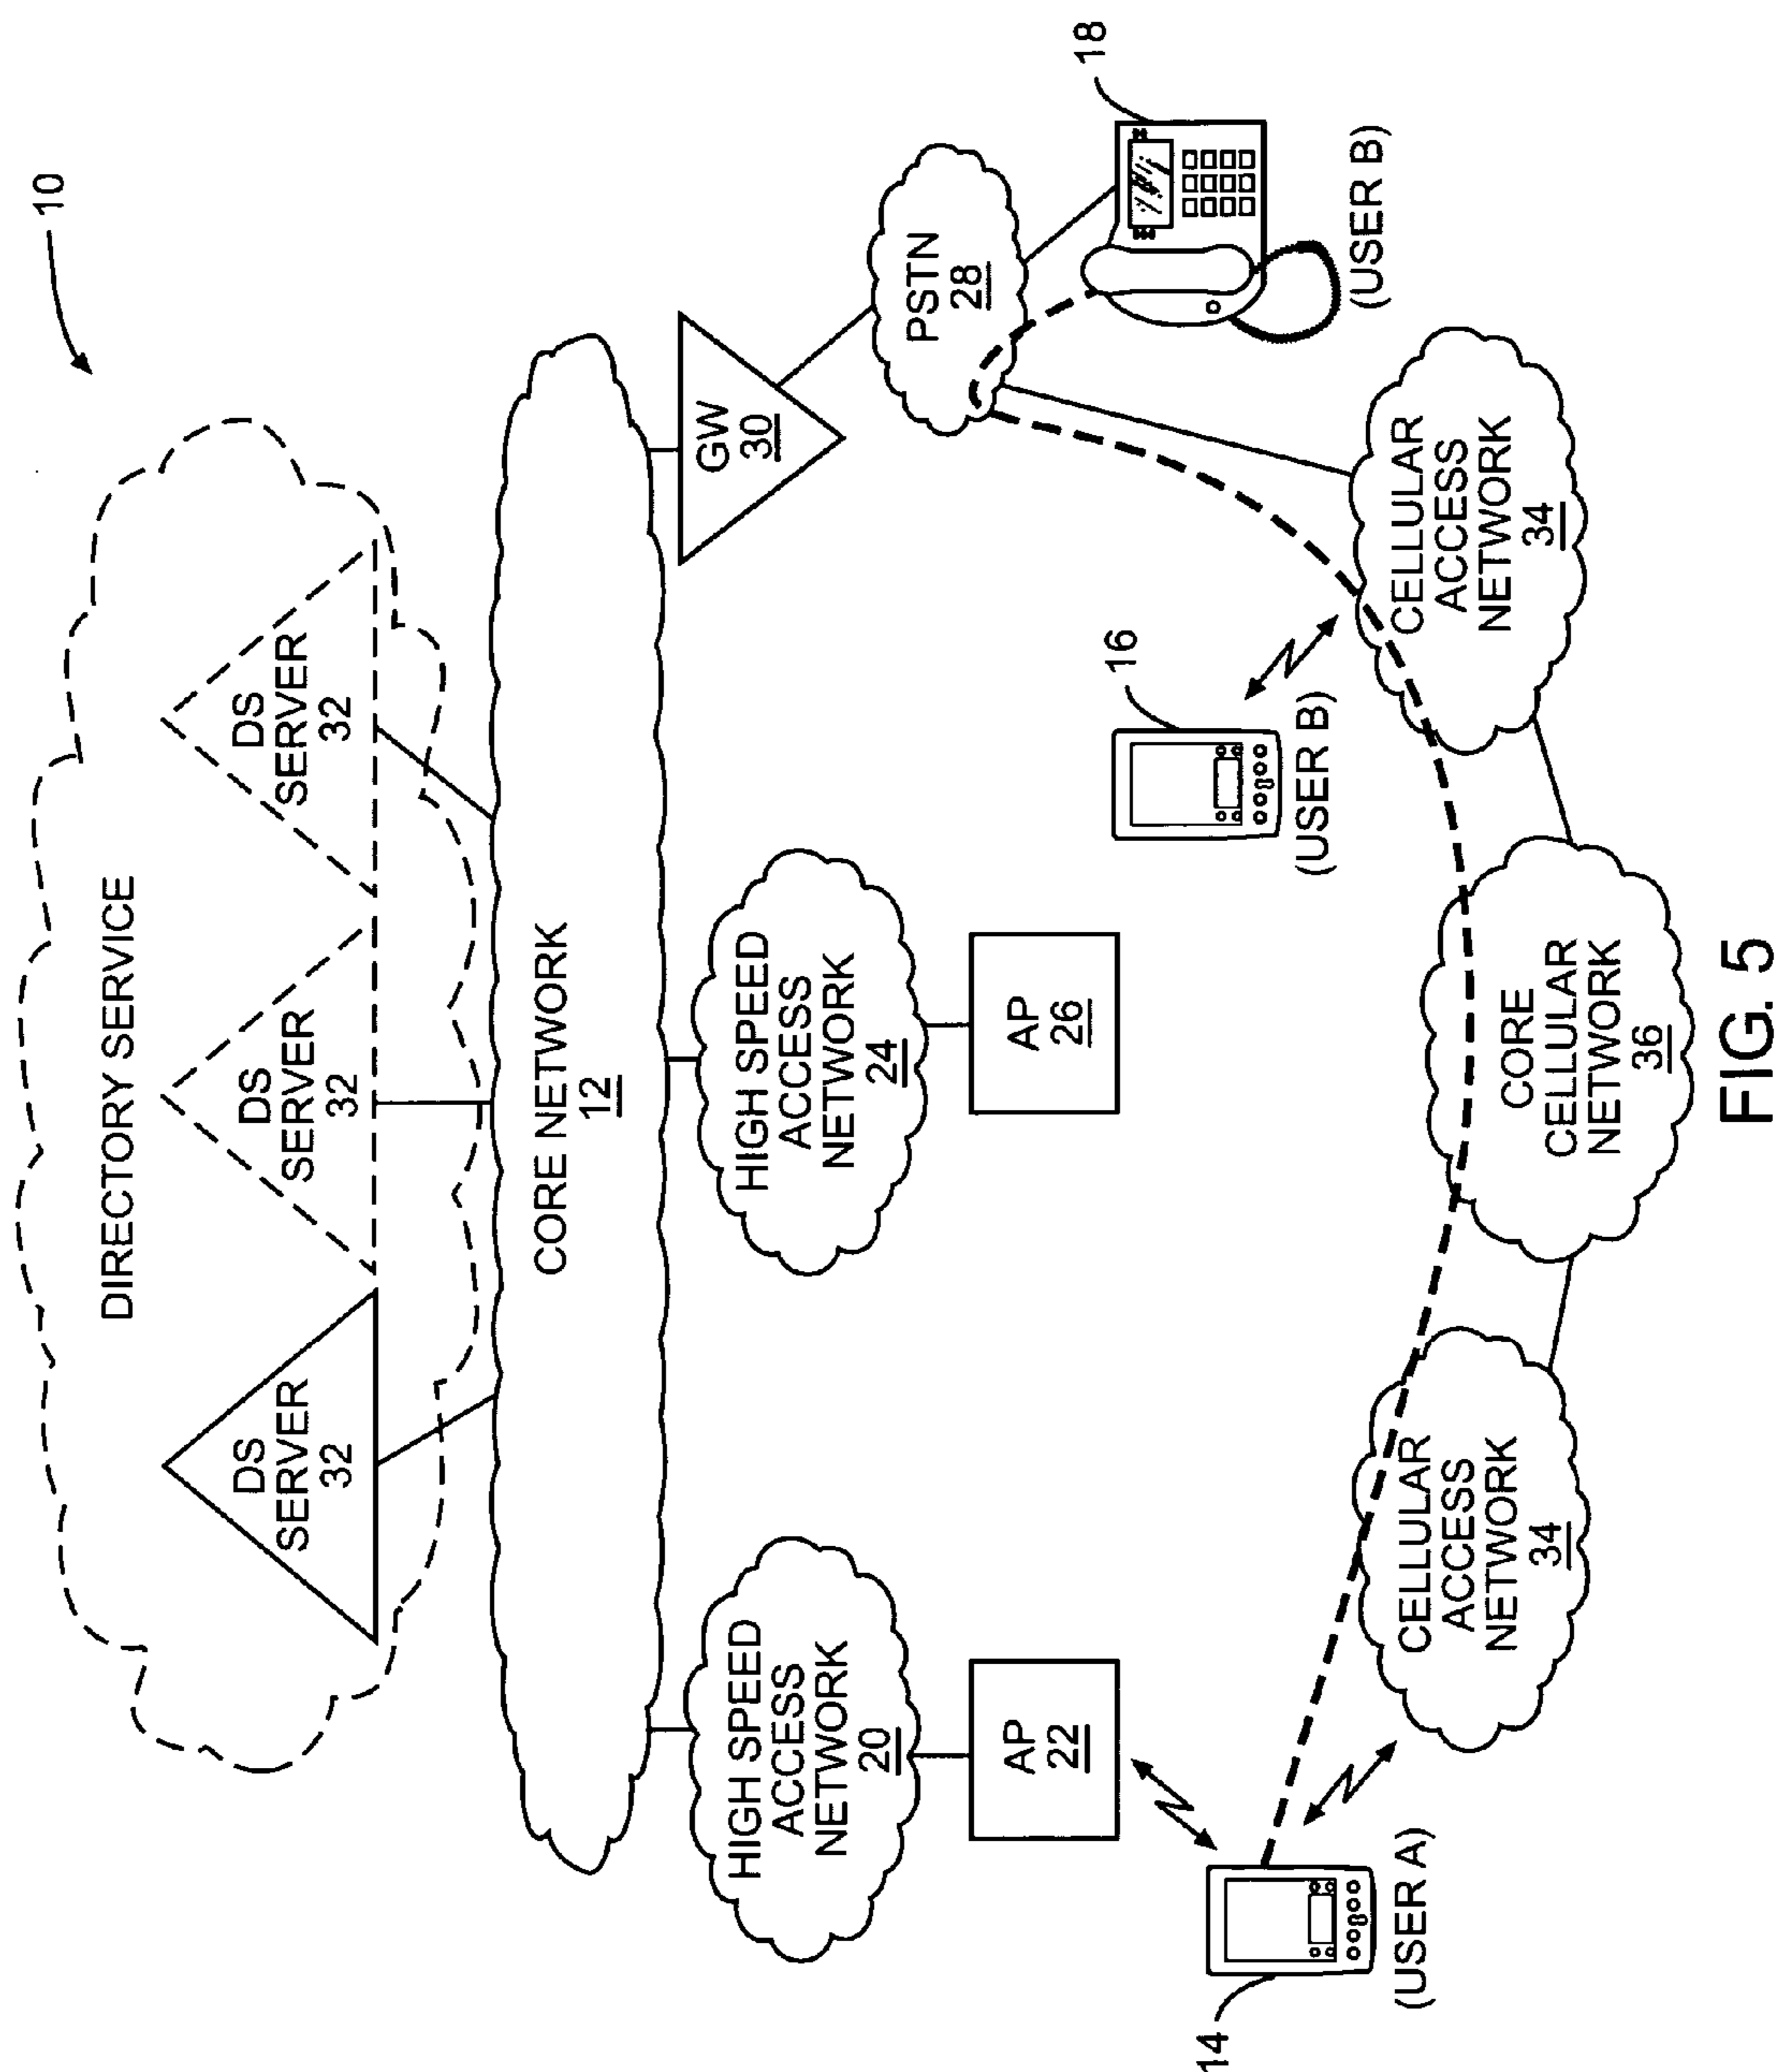 10
DIRECTORY SERVICE
DS
SERVER
32
DS
SERVER
32
DS
SERVER
32
CORE NETWORK
12
HIGH SPEED
ACCESS
NETWORK
20
HIGH SPEED
ACCESS
NETWORK
24
GW
30
PSTN
28
AP
22
AP
26
14
(USER A)
16
(USER B)
18
(USER B)
CELLULAR
ACCESS
NETWORK
34
CORE
CELLULAR
NETWORK
36
CELLULAR
ACCESS
NETWORK
34
FIG. 5